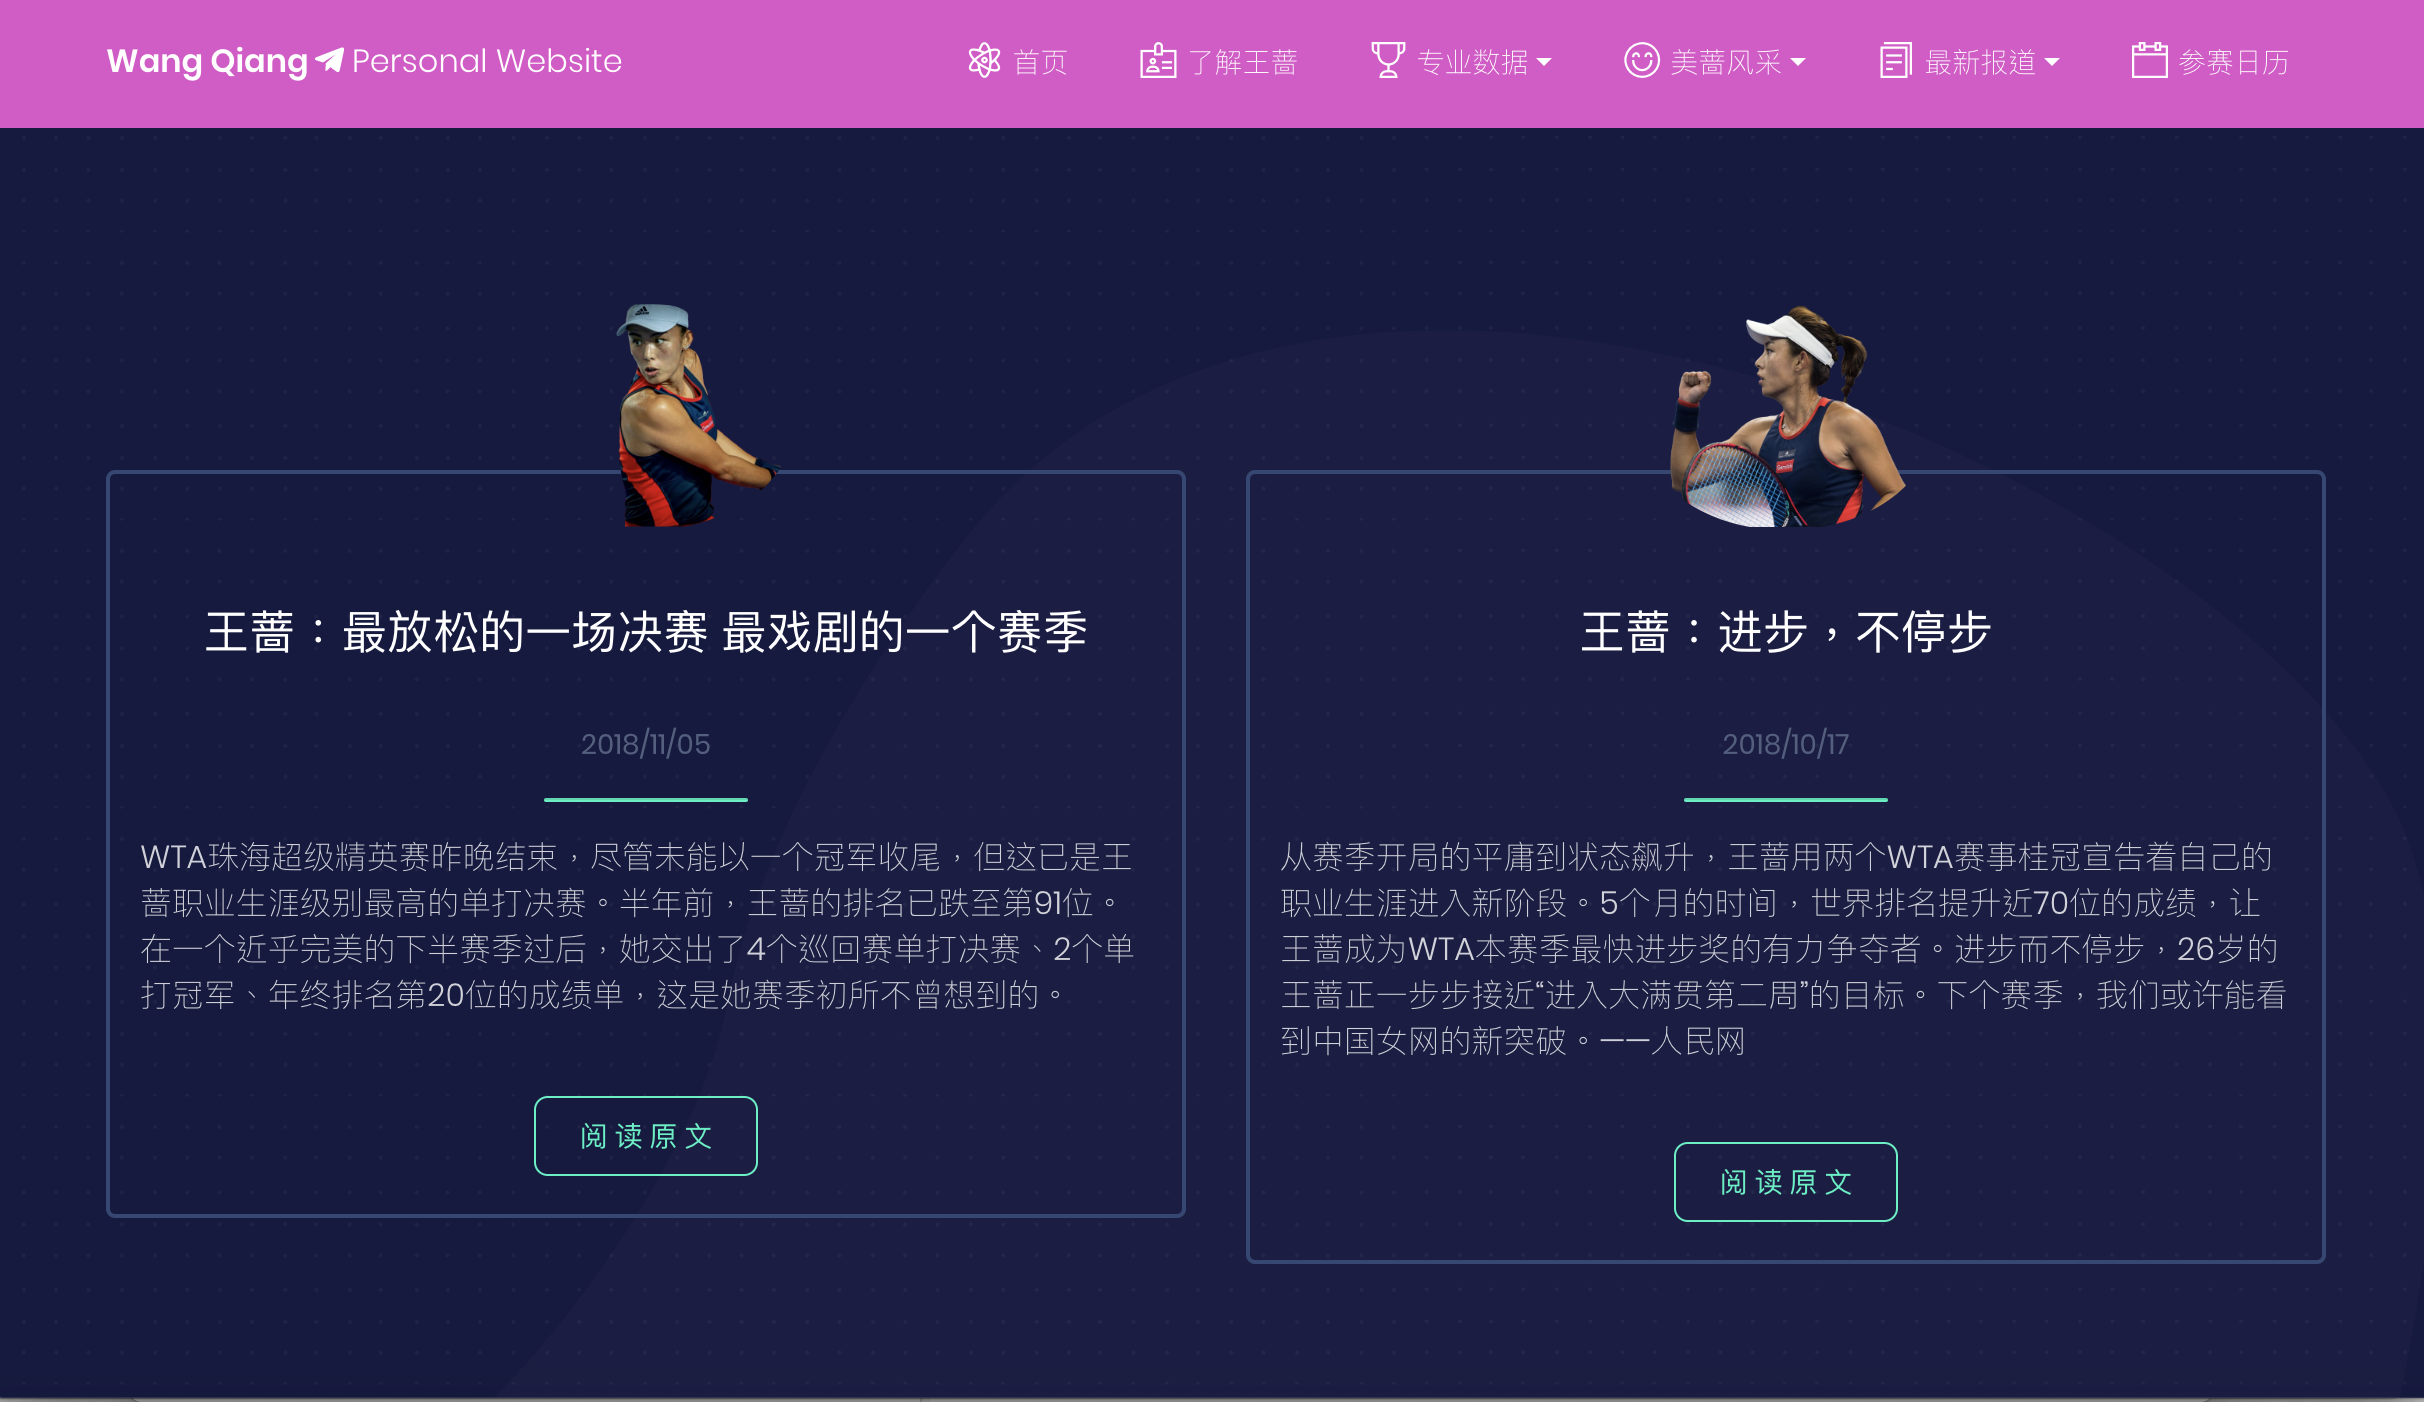 Wang Qiang Personal Website
首页
了解王蔷
专业数据
美蔷风采
最新报道
参赛日历
王蔷：最放松的一场决赛 最戏剧的一个赛季
2018/11/05
WTA珠海超级精英赛昨晚结束，尽管未能以一个冠军收尾，但这已是王
蔷职业生涯级别最高的单打决赛。半年前，王蔷的排名已跌至第91位。
在一个近乎完美的下半赛季过后，她交出了4个巡回赛单打决赛、2个单
打冠军、年终排名第20位的成绩单，这是她赛季初所不曾想到的。
阅读原文
王蔷：进步，不停步
2018/10/17
从赛季开局的平庸到状态飙升，王蔷用两个WTA赛事桂冠宣告着自己的
职业生涯进入新阶段。5个月的时间，世界排名提升近70位的成绩，让
王蔷成为WTA本赛季最快进步奖的有力争夺者。进步而不停步，26岁的
王蔷正一步步接近“进入大满贯第二周”的目标。下个赛季，我们或许能看
到中国女网的新突破。——人民网
阅读原文